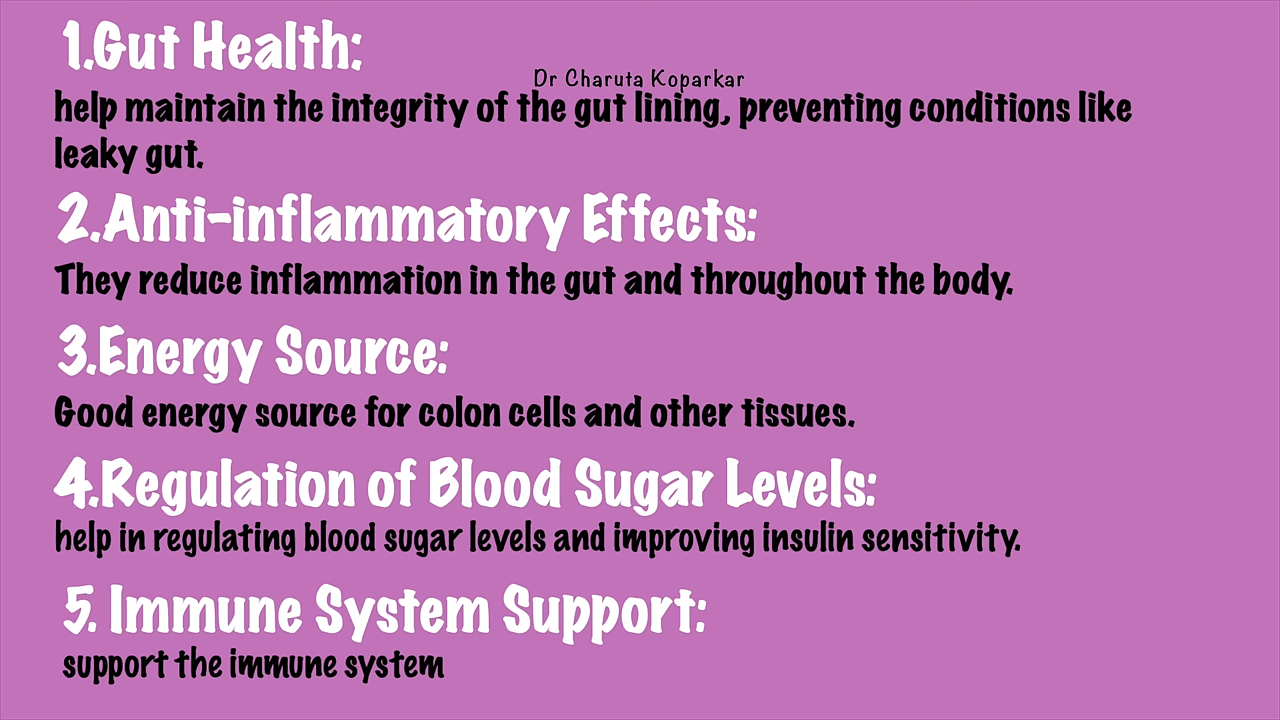 1.Gut Health:
Dr Charuta Koparkar
help maintain the integrity of the gut lining, preventing conditions like
leaky gut.
2.Anti-inflammatory Effects:
They reduce inflammation in the gut and throughout the body.
3.Energy Source:
Good energy source for colon cells and other tissues.
4.Regulation of Blood Sugar Levels:
help in regulating blood sugar levels and improving insulin sensitivity.
5. Immune System Support:
support the immune system